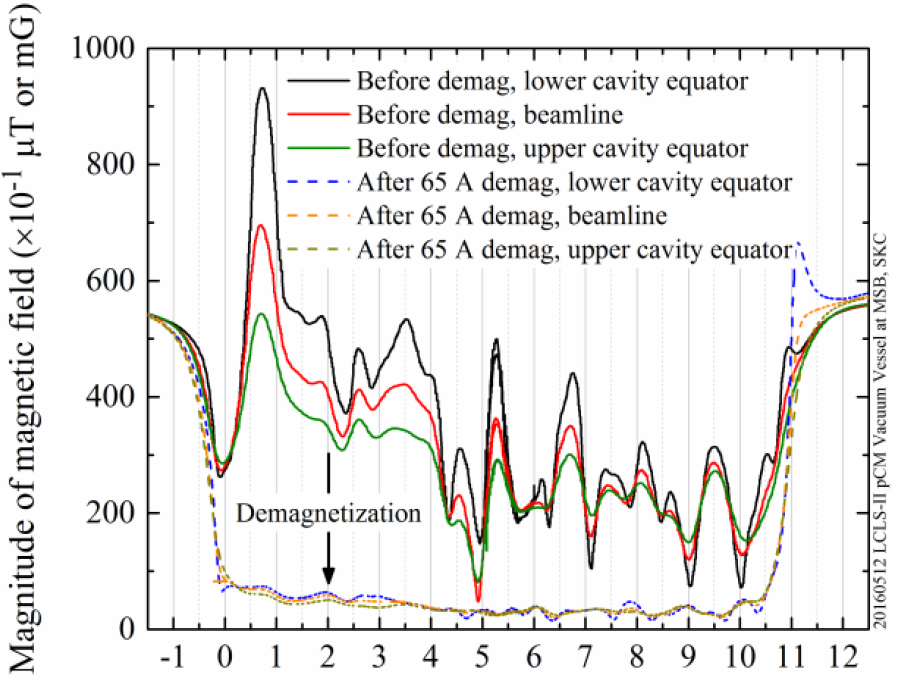 Magnitude of magnetic field (×10⁻¹ µT or mG)
1000
800
600
400
200
0
Before demag, lower cavity equator
Before demag, beamline
Before demag, upper cavity equator
After 65 A demag, lower cavity equator
After 65 A demag, beamline
After 65 A demag, upper cavity equator
Demagnetization
20160512 LCLS-II pCM Vacuum Vessel at MSB, SKC
-1 0 1 2 3 4 5 6 7 8 9 10 11 12